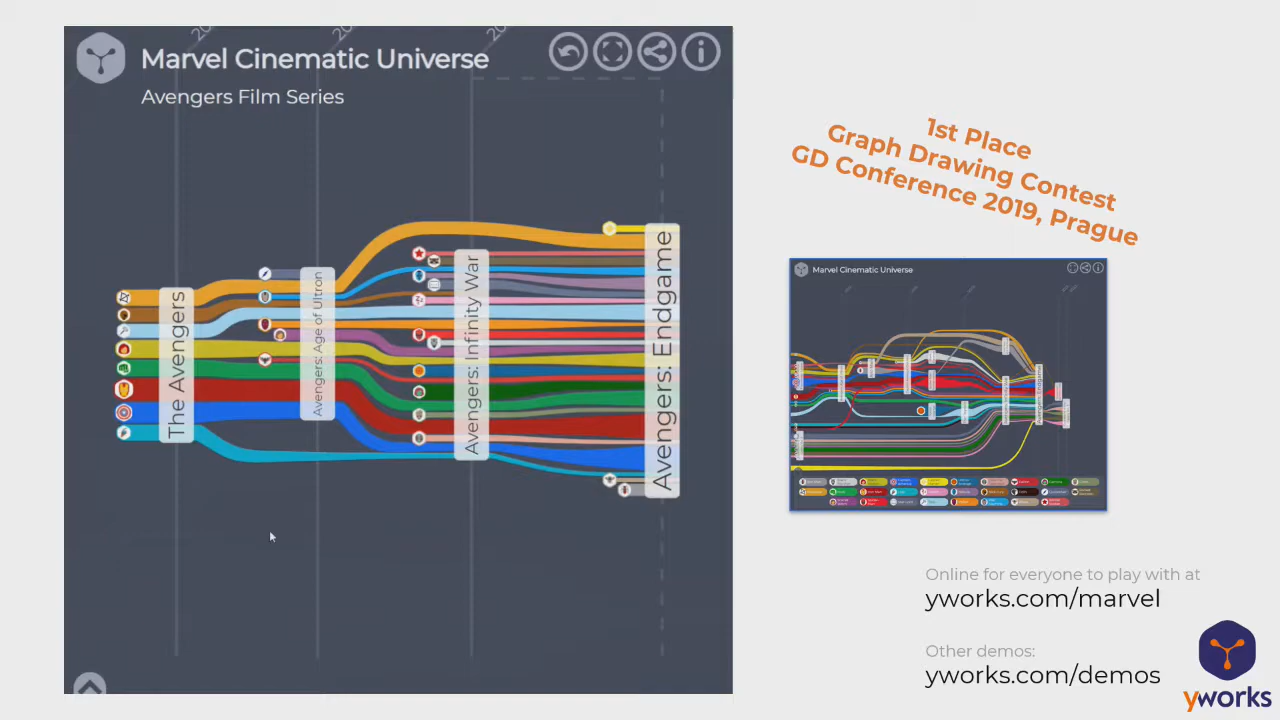 Marvel Cinematic Universe
Avengers Film Series
The Avengers
Avengers: Age of Ultron
Avengers: Infinity War
Avengers: Endgame
1st Place
Graph Drawing Contest
GD Conference 2019, Prague
Marvel Cinematic Universe
Avengers: Endgame
Online for everyone to play with at
yworks.com/marvel
Other demos:
yworks.com/demos
yworks